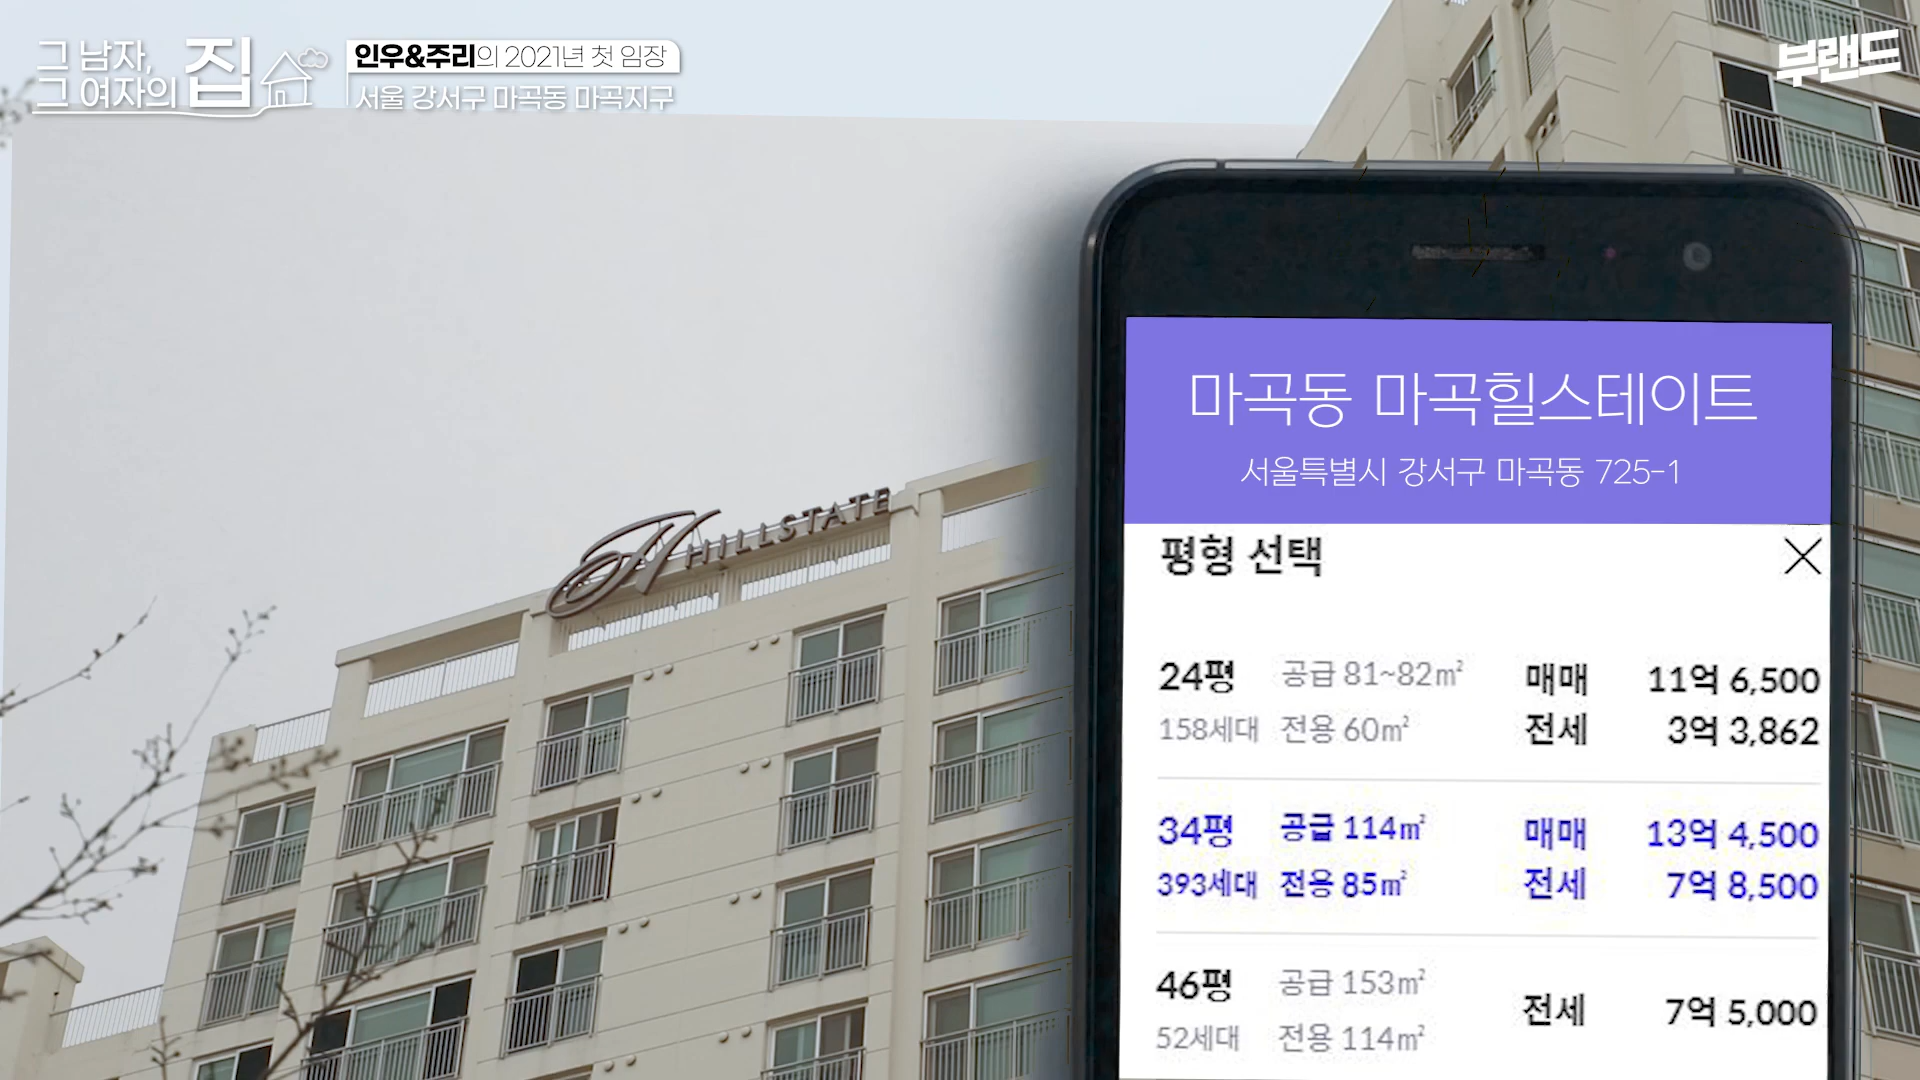 그 남자,
그 여자의 집
인우&주리의 2021년 첫 임장
서울 강서구 마곡동 마곡지구
부랜드
HILLSTATE
마곡동 마곡힐스테이트
서울특별시 강서구 마곡동 725-1
평형 선택
24평 공급 81~82㎡ 매매 11억 6,500
158세대 전용 60㎡ 전세 3억 3,862
34평 공급 114㎡ 매매 13억 4,500
393세대 전용 85㎡ 전세 7억 8,500
46평 공급 153㎡ 전세 7억 5,000
52세대 전용 114㎡